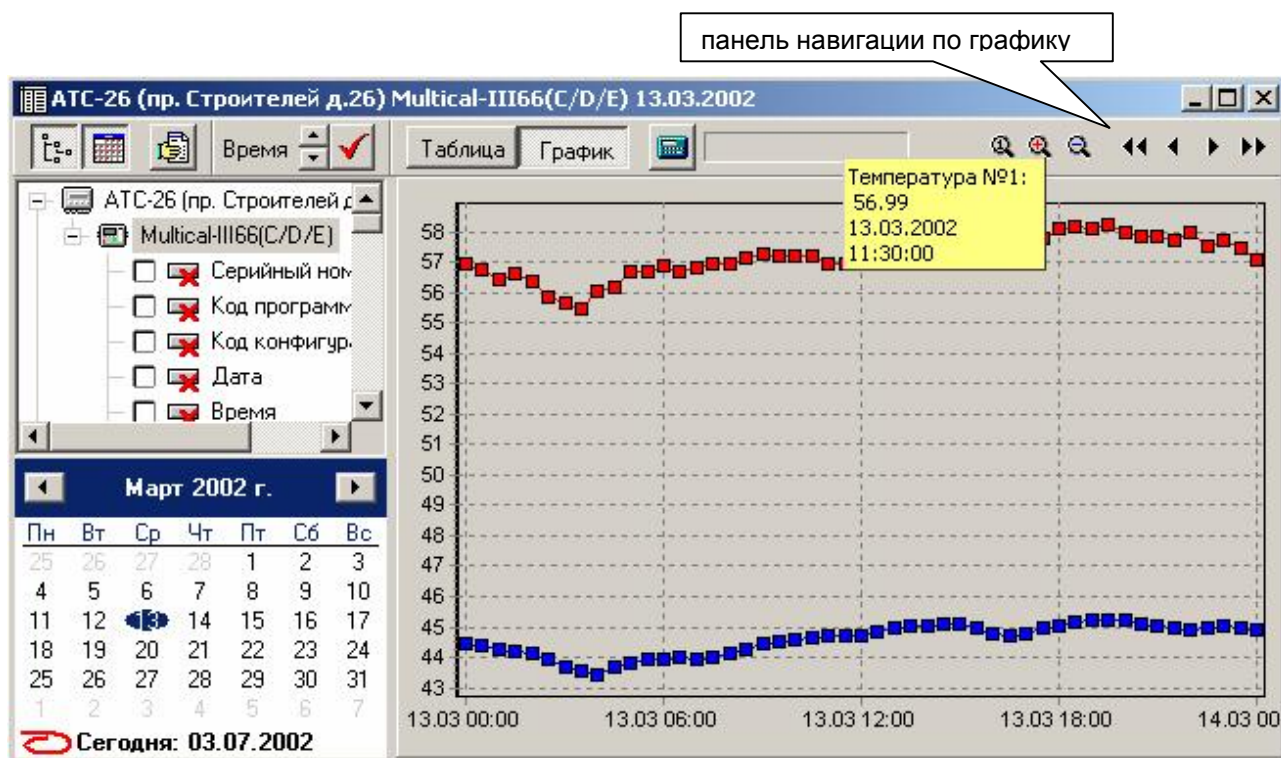 панель навигации по графику
АТС-26 (пр. Строителей д.26) Multical-III66(C/D/E) 13.03.2002
Время
Таблица График
Температура №1:
56.99
13.03.2002
11:30:00
АТС-26 (пр. Строителей д
Multical-III66(C/D/E)
Серийный ном
Код программ
Код конфигур
Дата
Время
Март 2002 г.
Пн Вт Ср Чт Пт Сб Вс
25 26 27 28 1 2 3
4 5 6 7 8 9 10
11 12 13 14 15 16 17
18 19 20 21 22 23 24
25 26 27 28 29 30 31
1 2 3 4 5 6 7
Сегодня: 03.07.2002
58
57
56
55
54
53
52
51
50
49
48
47
46
45
44
43
13.03 00:00 13.03 06:00 13.03 12:00 13.03 18:00 14.03 00